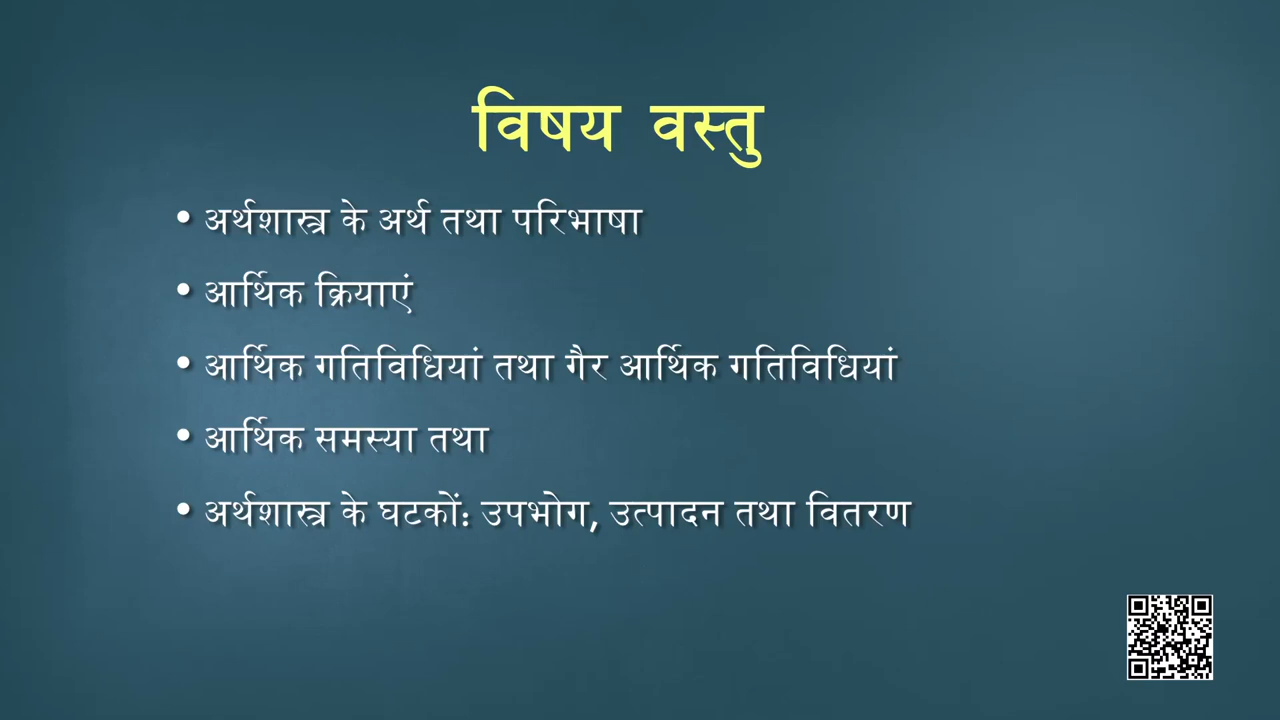 विषय वस्तु
• अर्थशास्त्र के अर्थ तथा परिभाषा
• आर्थिक क्रियाएं
• आर्थिक गतिविधियां तथा गैर आर्थिक गतिविधियां
• आर्थिक समस्या तथा
• अर्थशास्त्र के घटकों: उपभोग, उत्पादन तथा वितरण